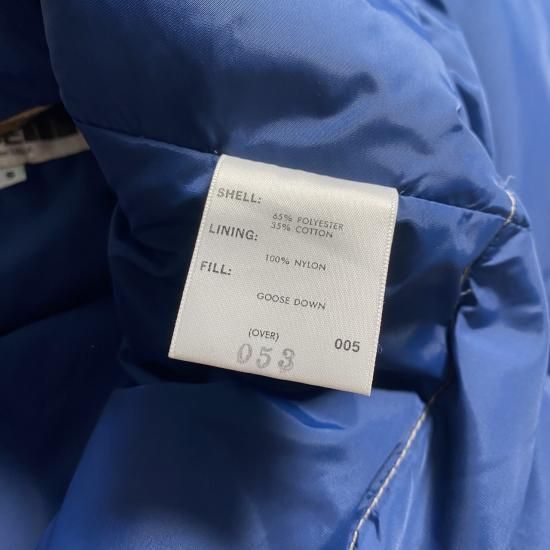 SHELL:
65% POLYESTER
35% COTTON
LINING:
100% NYLON
FILL:
GOOSE DOWN
(OVER)
005
053